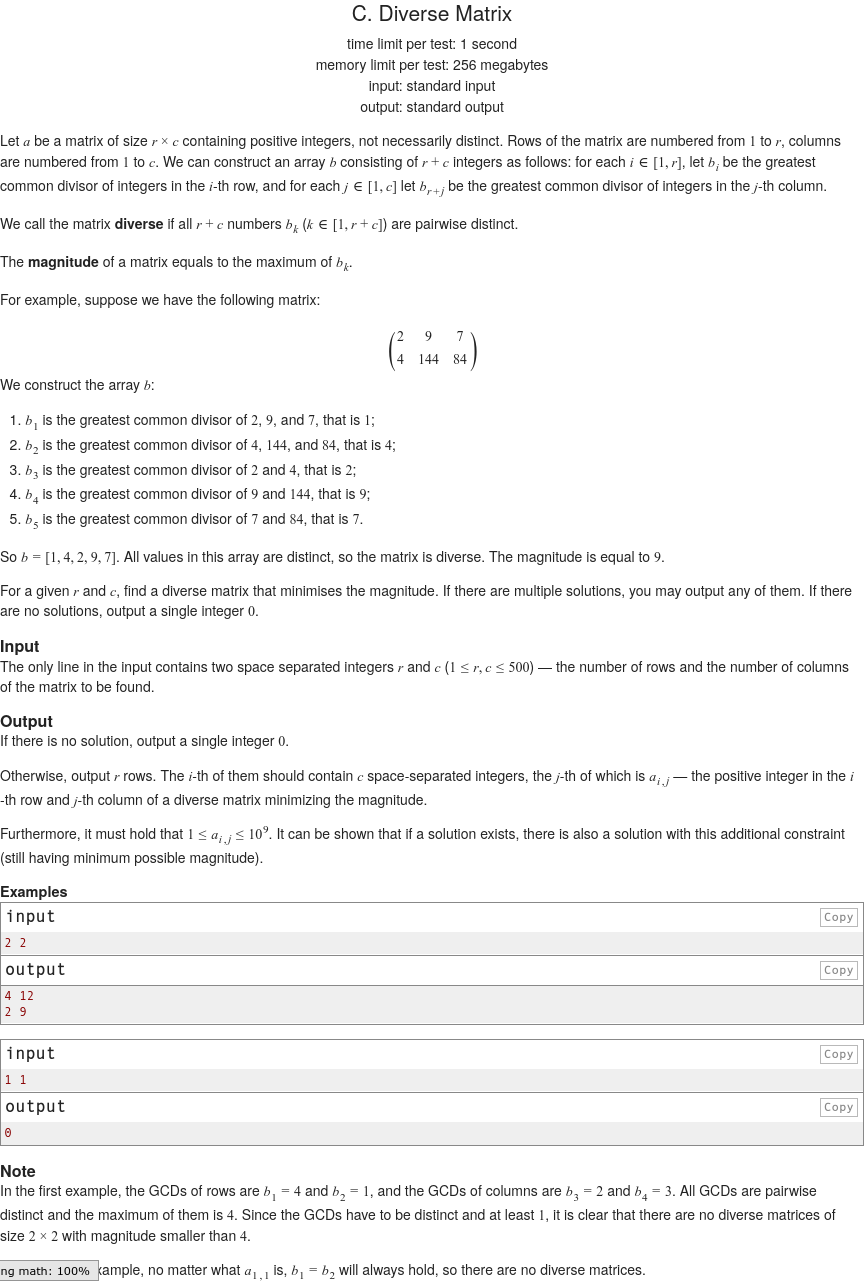 C. Diverse Matrix
time limit per test: 1 second
memory limit per test: 256 megabytes
input: standard input
output: standard output
Let a be a matrix of size r × c containing positive integers, not necessarily distinct. Rows of the matrix are numbered from 1 to r, columns
are numbered from 1 to c. We can construct an array b consisting of r + c integers as follows: for each i ∈ [1, r], let b_i be the greatest
common divisor of integers in the i-th row, and for each j ∈ [1, c] let b_{r+j} be the greatest common divisor of integers in the j-th column.
We call the matrix diverse if all r + c numbers b_k (k ∈ [1, r + c]) are pairwise distinct.
The magnitude of a matrix equals to the maximum of b_k.
For example, suppose we have the following matrix:
2 9 7
4 144 84
We construct the array b:
1. b_1 is the greatest common divisor of 2, 9, and 7, that is 1;
2. b_2 is the greatest common divisor of 4, 144, and 84, that is 4;
3. b_3 is the greatest common divisor of 2 and 4, that is 2;
4. b_4 is the greatest common divisor of 9 and 144, that is 9;
5. b_5 is the greatest common divisor of 7 and 84, that is 7.
So b = [1, 4, 2, 9, 7]. All values in this array are distinct, so the matrix is diverse. The magnitude is equal to 9.
For a given r and c, find a diverse matrix that minimises the magnitude. If there are multiple solutions, you may output any of them. If there
are no solutions, output a single integer 0.
Input
The only line in the input contains two space separated integers r and c (1 ≤ r, c ≤ 500) — the number of rows and the number of columns
of the matrix to be found.
Output
If there is no solution, output a single integer 0.
Otherwise, output r rows. The i-th of them should contain c space-separated integers, the j-th of which is a_{i,j} — the positive integer in the i
-th row and j-th column of a diverse matrix minimizing the magnitude.
Furthermore, it must hold that 1 ≤ a_{i,j} ≤ 10^9. It can be shown that if a solution exists, there is also a solution with this additional constraint
(still having minimum possible magnitude).
Examples
input Copy
2 2
output Copy
4 12
2 9
input Copy
1 1
output Copy
0
Note
In the first example, the GCDs of rows are b_1 = 4 and b_2 = 1, and the GCDs of columns are b_3 = 2 and b_4 = 3. All GCDs are pairwise
distinct and the maximum of them is 4. Since the GCDs have to be distinct and at least 1, it is clear that there are no diverse matrices of
size 2 × 2 with magnitude smaller than 4.
ng math: 100% xample, no matter what a_{1,1} is, b_1 = b_2 will always hold, so there are no diverse matrices.